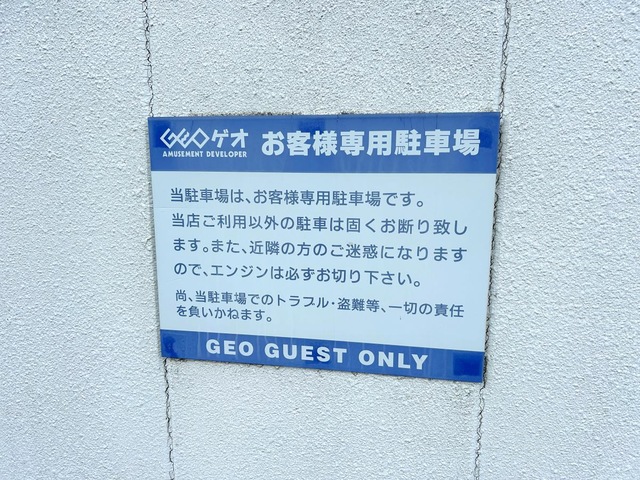 GEOゲオ お客様専用駐車場
AMUSEMENT DEVELOPER
当駐車場は、お客様専用駐車場です。
当店ご利用以外の駐車は固くお断り致し
ます。また、近隣の方のご迷惑になります
ので、エンジンは必ずお切り下さい。
尚、当駐車場でのトラブル・盗難等、一切の責任
を負いかねます。
GEO GUEST ONLY